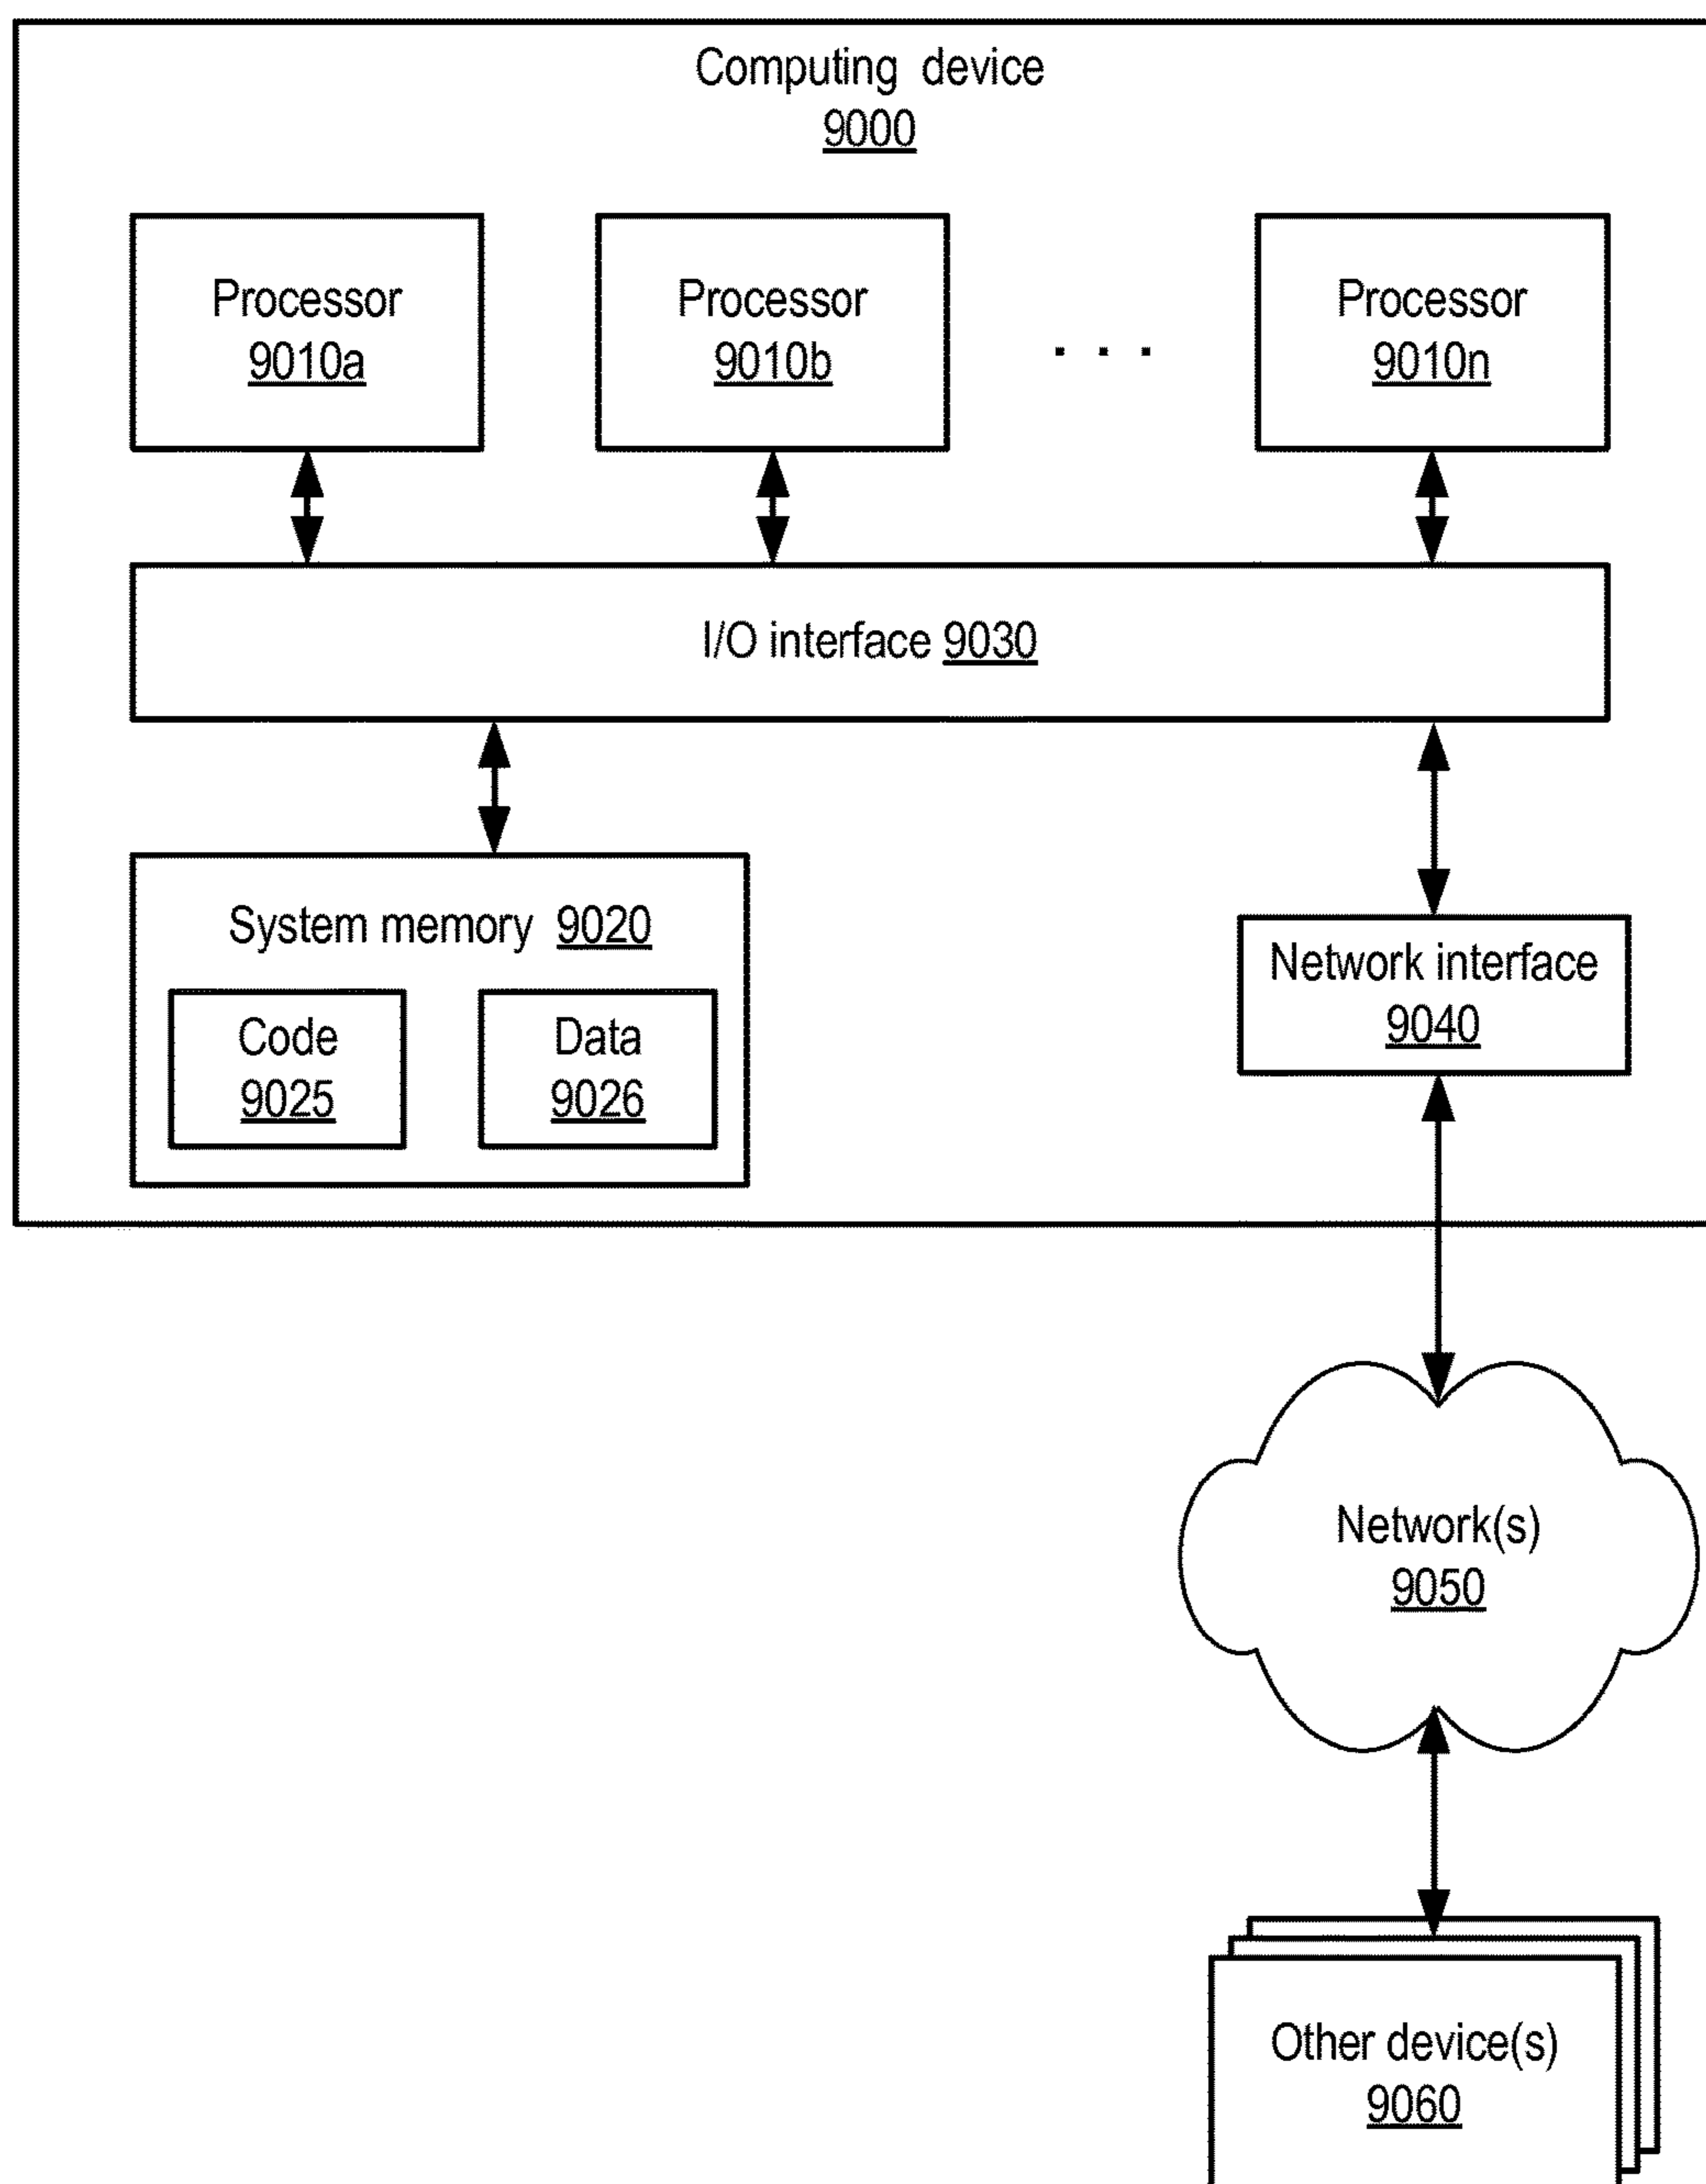 Computing device
9000
Processor
9010a
Processor
9010b
. . .
Processor
9010n
I/O interface 9030
System memory 9020
Code
9025
Data
9026
Network interface
9040
Network(s)
9050
Other device(s)
9060